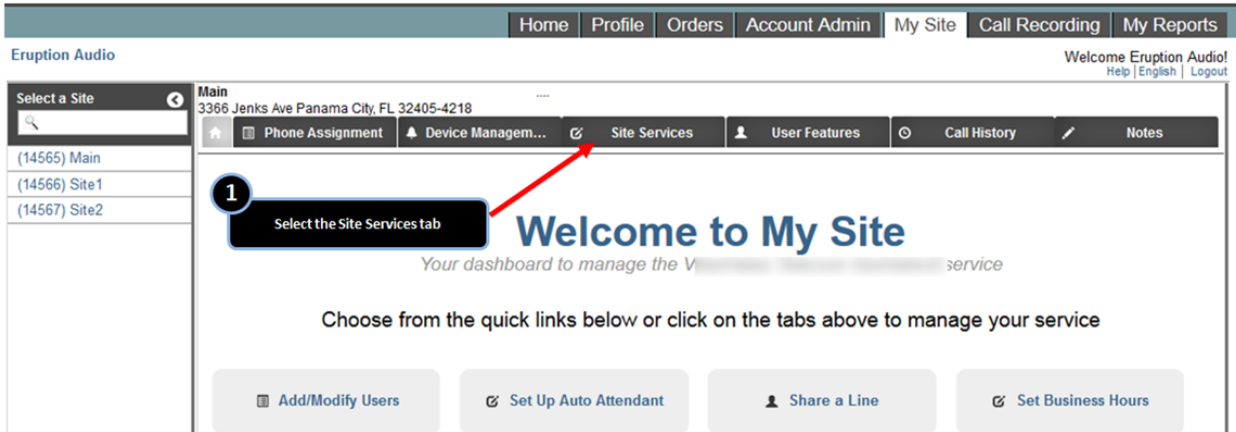 Home Profile Orders Account Admin My Site Call Recording My Reports
Eruption Audio
Welcome Eruption Audio!
Help | English | Logout
Select a Site
Main
....
3366 Jenks Ave Panama City, FL 32405-4218
Phone Assignment Device Managem... Site Services User Features Call History Notes
(14565) Main
(14566) Site1
(14567) Site2
1
Select the Site Services tab
Welcome to My Site
Your dashboard to manage the service
Choose from the quick links below or click on the tabs above to manage your service
Add/Modify Users Set Up Auto Attendant Share a Line Set Business Hours